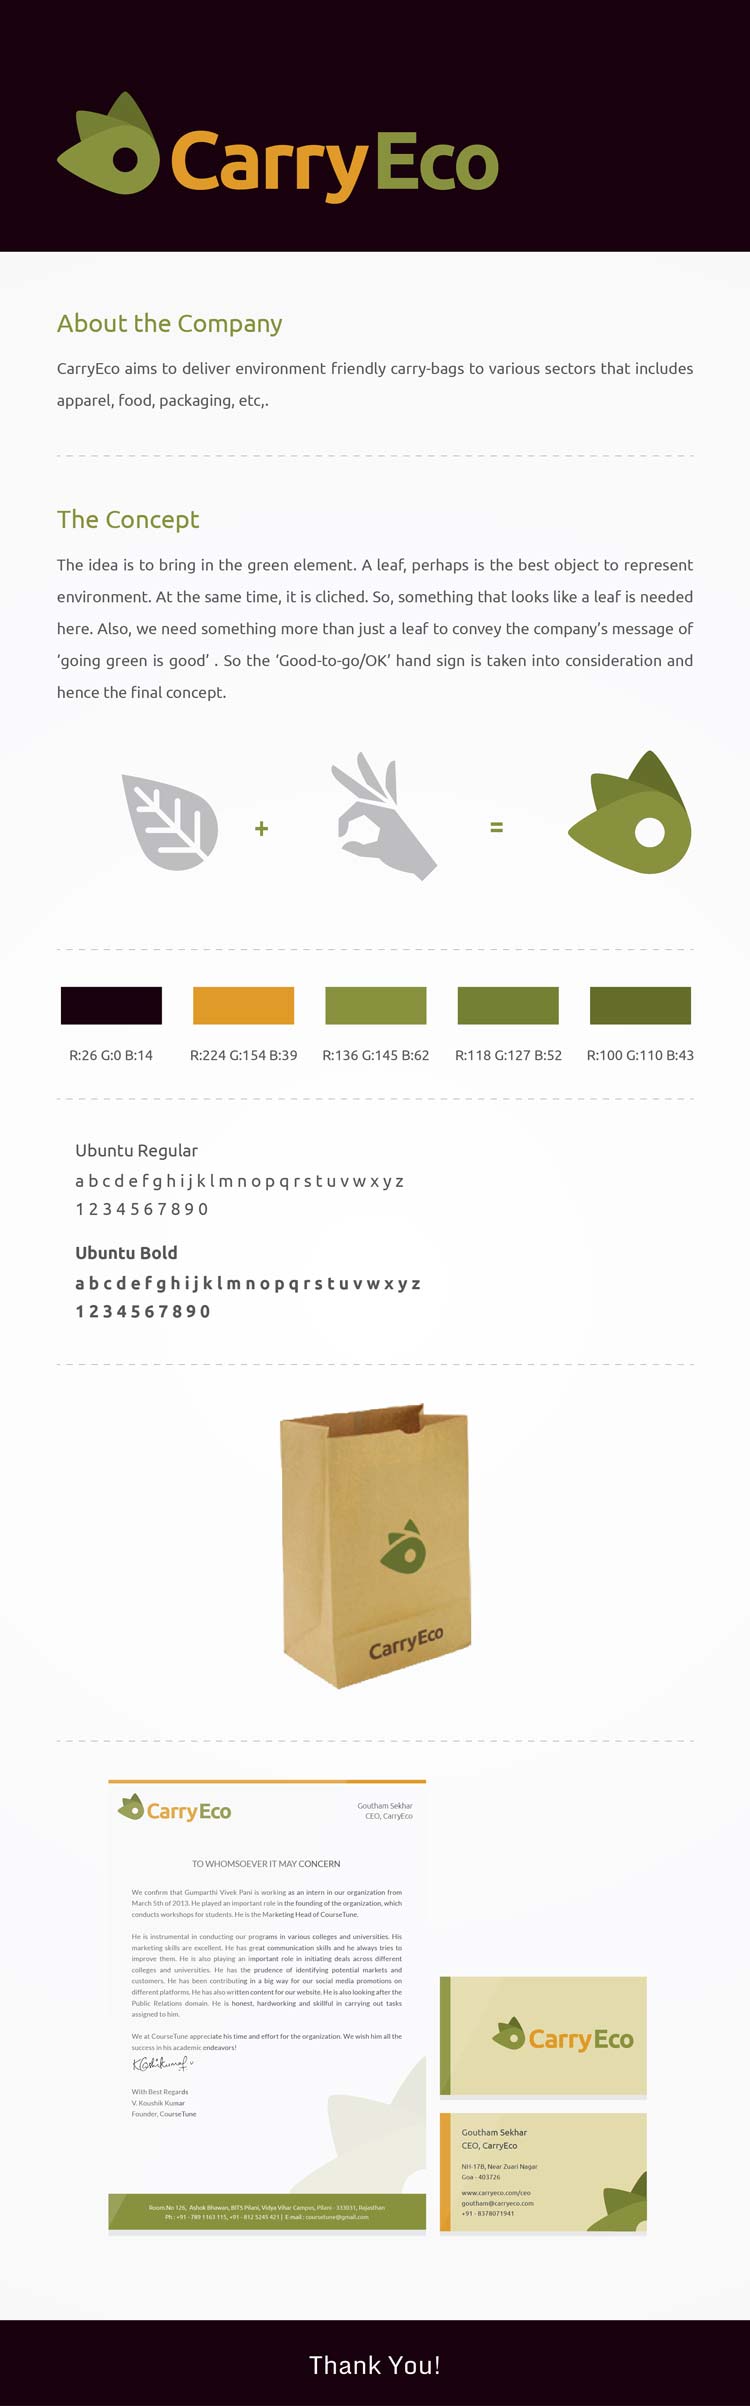 CarryEco
About the Company
CarryEco aims to deliver environment friendly carry-bags to various sectors that includes
apparel, food, packaging, etc,.
The Concept
The idea is to bring in the green element. A leaf, perhaps is the best object to represent
environment. At the same time, it is cliched. So, something that looks like a leaf is needed
here. Also, we need something more than just a leaf to convey the company's message of
'going green is good' . So the 'Good-to-go/OK' hand sign is taken into consideration and
hence the final concept.
+ =
R:26 G:0 B:14 R:224 G:154 B:39 R:136 G:145 B:62 R:118 G:127 B:52 R:100 G:110 B:43
Ubuntu Regular
a b c d e f g h i j k l m n o p q r s t u v w x y z
1 2 3 4 5 6 7 8 9 0
Ubuntu Bold
a b c d e f g h i j k l m n o p q r s t u v w x y z
1 2 3 4 5 6 7 8 9 0
CarryEco
CarryEco
Goutham Sekhar
CEO, CarryEco
TO WHOMSOEVER IT MAY CONCERN
We confirm that Gumparthi Vivek Pani is working as an intern in our organization from
March 5th of 2013. He played an important role in the founding of the organization, which
conducts workshops for students. He is the Marketing Head of CourseTune.
He is instrumental in conducting our programs in various colleges and universities. His
marketing skills are excellent. He has great communication skills and he always tries to
improve them. He is also playing an important role in initiating deals across different
colleges and universities. He has the prudence of identifying potential markets and
customers. He has been contributing in a big way for our social media promotions on
different platforms. He has also written content for our website. He is also looking after the
Public Relations domain. He is honest, hardworking and skillful in carrying out tasks
assigned to him.
We at CourseTune appreciate his time and effort for the organization. We wish him all the
success in his academic endeavors!
With Best Regards
V. Koushik Kumar
Founder, CourseTune
Room No 126, Ashok Bhawan, BITS Pilani, Vidya Vihar Campus, Pilani - 333031, Rajasthan
Ph : +91 - 789 1163 115, +91 - 812 5245 421 | E-mail : coursetune@gmail.com
CarryEco
Goutham Sekhar
CEO, CarryEco
NH-17B, Near Zuari Nagar
Goa - 403726
www.carryeco.com/ceo
goutham@carryeco.com
+91 - 8378071941
Thank You!